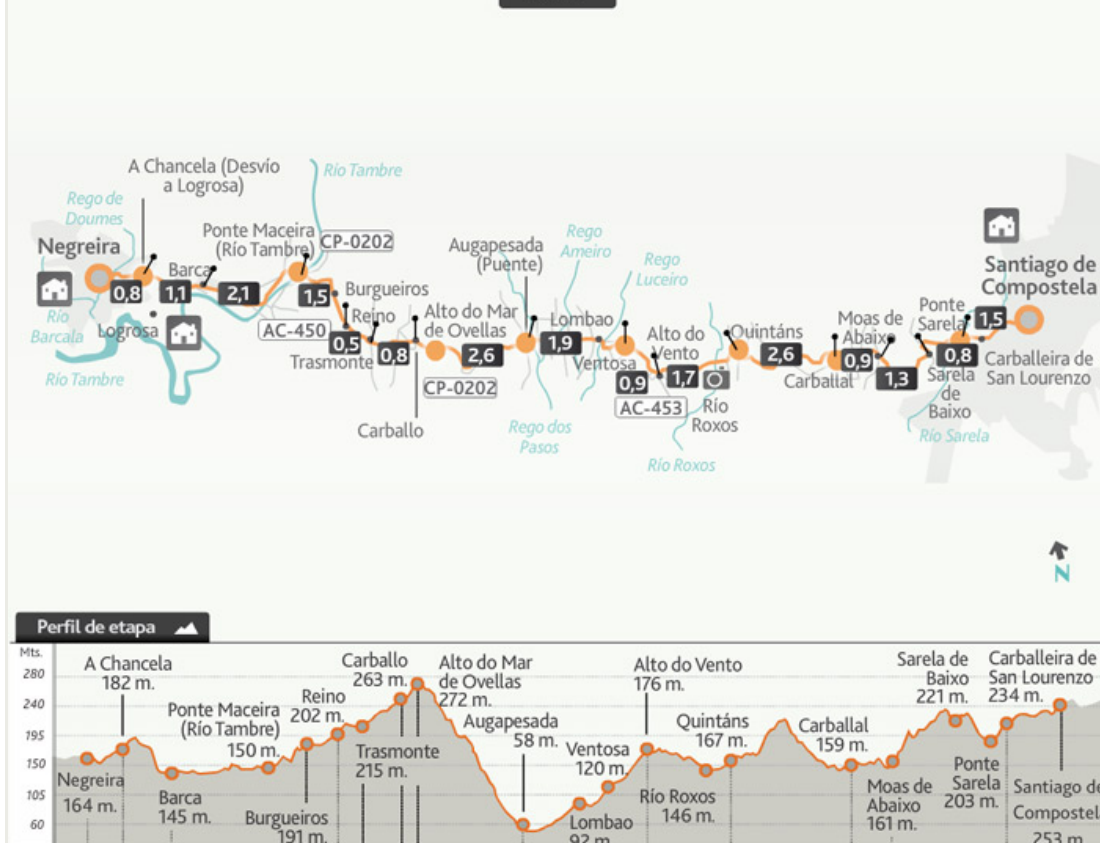 A Chancela (Desvío
a Logrosa)
Río Tambre
Rego de
Doumes
Ponte Maceira
(Río Tambre)
CP-0202
Negreira
Barca
0,8
1,1
2,1
1,5
Burgueiros
Reino
Río
Barcala
Logrosa
AC-450
0,5
Trasmonte
0,8
Río Tambre
Carballo
Alto do Mar
de Ovellas
2,6
CP-0202
Augapesada
(Puente)
Rego
Ameiro
Rego
Luceiro
Lombao
1,9
Ventosa
Alto do
Vento
0,9
1,7
AC-453
Río
Roxos
Rego dos
Pasos
Río Roxos
Quintáns
2,6
Carballal
Moas de
Abaixo
0,9
1,3
Ponte
Sarela
0,8
1,5
Santiago de
Compostela
Carballeira de
San Lourenzo
Sarela
de
Baixo
Río Sarela
N
Perfil de etapa
Mts.
280
240
195
150
105
60
Negreira
164 m.
A Chancela
182 m.
Barca
145 m.
Ponte Maceira
(Río Tambre)
150 m.
Burgueiros
191 m.
Reino
202 m.
Trasmonte
215 m.
Carballo
263 m.
Alto do Mar
de Ovellas
272 m.
Augapesada
58 m.
Lombao
92 m.
Ventosa
120 m.
Alto do Vento
176 m.
Río Roxos
146 m.
Quintáns
167 m.
Carballal
159 m.
Moas de
Abaixo
161 m.
Sarela de
Baixo
221 m.
Ponte
Sarela
203 m.
Carballeira de
San Lourenzo
234 m.
Santiago de
Compostel
253 m